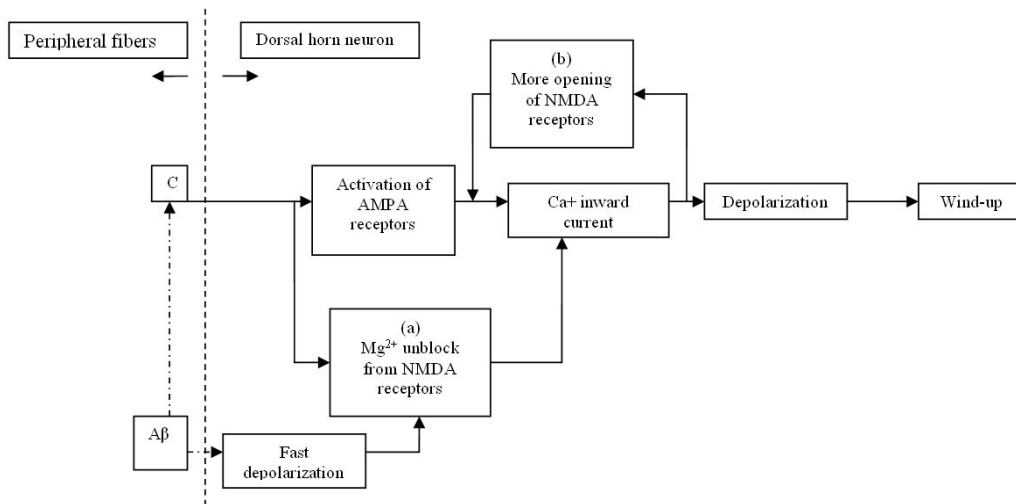 Peripheral fibers
Dorsal horn neuron
(b)
More opening
of NMDA
receptors
C
Activation of
AMPA
receptors
Ca+ inward
current
Depolarization
Wind-up
(a)
Mg²⁺ unblock
from NMDA
receptors
Aβ
Fast
depolarization